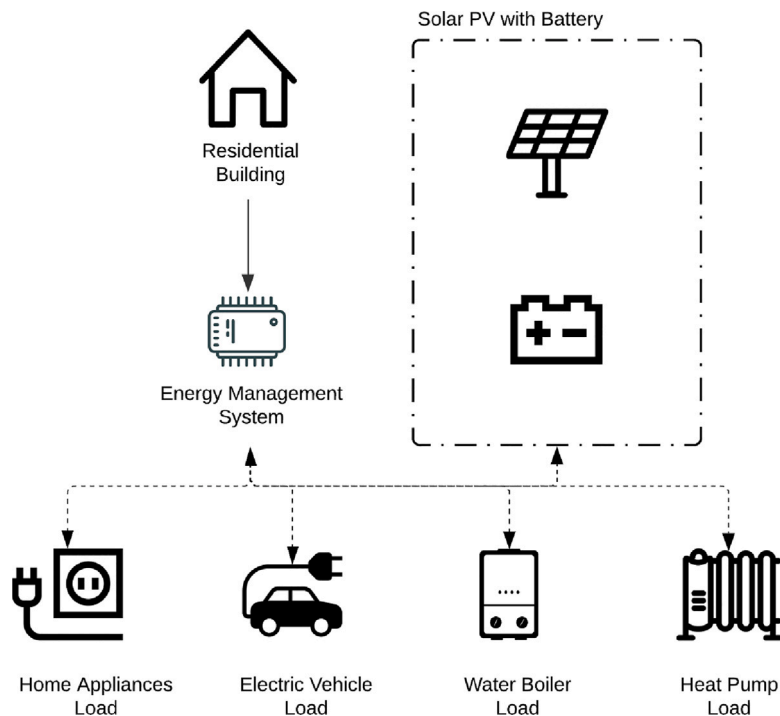 Solar PV with Battery
Residential
Building
Energy Management
System
Home Appliances
Load
Electric Vehicle
Load
Water Boiler
Load
Heat Pump
Load